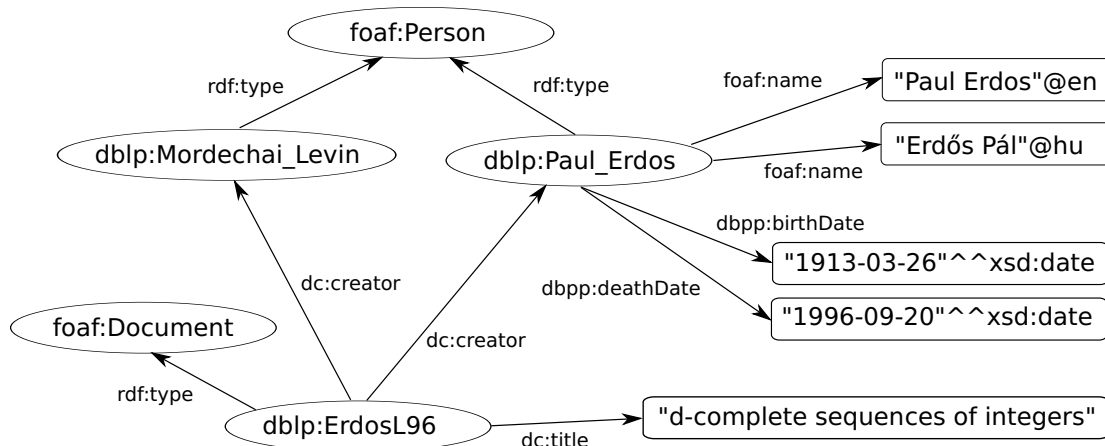 foaf:Person
rdf:type
rdf:type
foaf:name
"Paul Erdos"@en
dblp:Mordechai_Levin
dblp:Paul_Erdos
"Erdős Pál"@hu
foaf:name
dbpp:birthDate
"1913-03-26"^^xsd:date
dc:creator
dbpp:deathDate
"1996-09-20"^^xsd:date
foaf:Document
dc:creator
rdf:type
dblp:ErdosL96
"d-complete sequences of integers"
dc:title